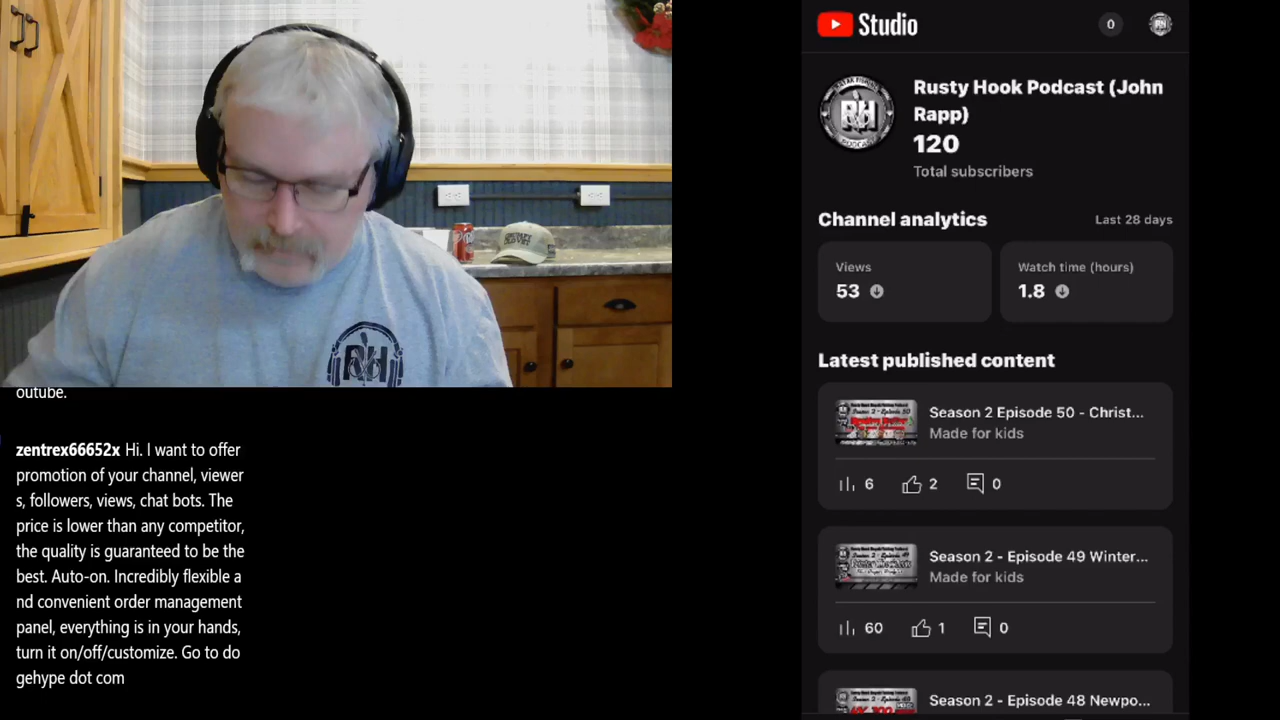 outube.
zentrex66652x Hi. I want to offer
promotion of your channel, viewer
s, followers, views, chat bots. The
price is lower than any competitor,
the quality is guaranteed to be the
best. Auto-on. Incredibly flexible a
nd convenient order management
panel, everything is in your hands,
turn it on/off/customize. Go to do
gehype dot com
RH
Studio
0
Rusty Hook Podcast (John
Rapp)
120
Total subscribers
Channel analytics
Last 28 days
Views
53
Watch time (hours)
1.8
Latest published content
Season 2 Episode 50 - Christ...
Made for kids
6
2
0
Season 2 - Episode 49 Winter...
Made for kids
60
1
0
Season 2 - Episode 48 Newpo...